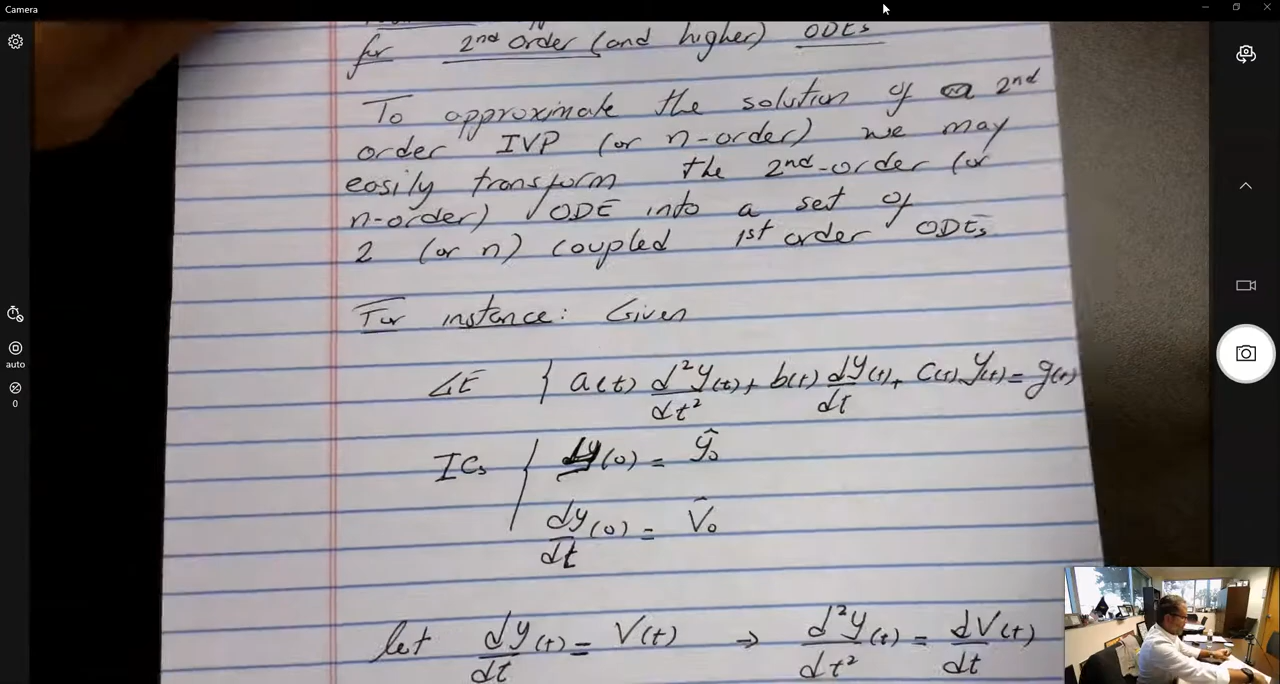 Camera
for 2nd order (and higher) ODEs
To approximate the solution of a 2nd
order IVP (or n-order) we may
easily transform the 2nd-order (or
n-order) ODE into a set of
2 (or n) coupled 1st order ODEs
For instance: Given
DE { a(t) d²y(t)/dt² + b(t) dy(t)/dt + c(t) y(t) = g(t)
ICs { y(0) = ŷ₀
dy/dt (0) = V̂₀
let dy(t)/dt = V(t) ⇒ d²y(t)/dt² = dV(t)/dt
auto
0